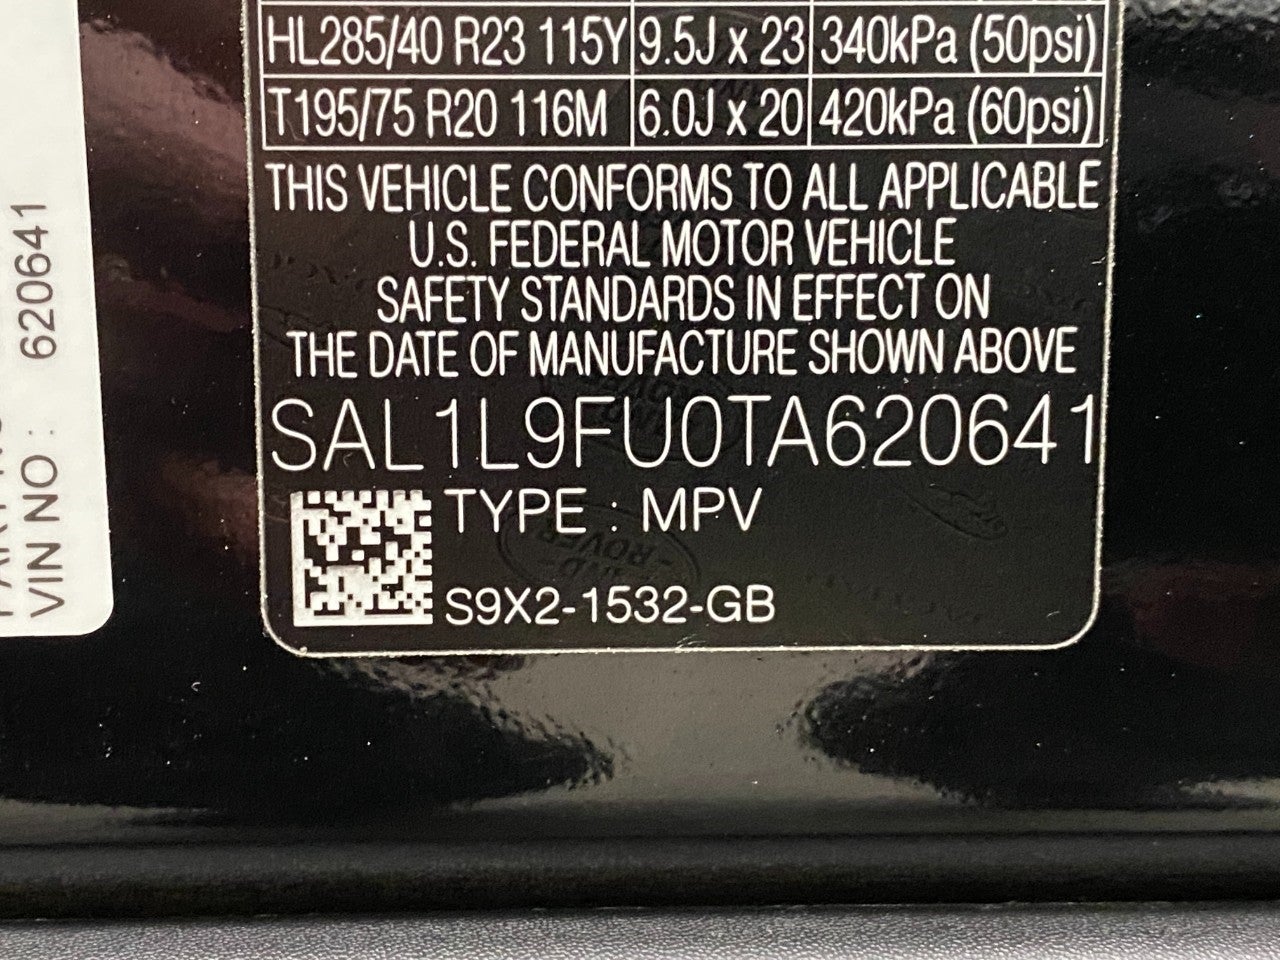 HL285/40 R23 115Y 9.5J x 23 340kPa (50psi)
T195/75 R20 116M 6.0J x 20 420kPa (60psi)
THIS VEHICLE CONFORMS TO ALL APPLICABLE
U.S. FEDERAL MOTOR VEHICLE
SAFETY STANDARDS IN EFFECT ON
THE DATE OF MANUFACTURE SHOWN ABOVE
SAL1L9FU0TA620641
TYPE : MPV
S9X2-1532-GB
VIN NO : 620641
LAND
ROVER